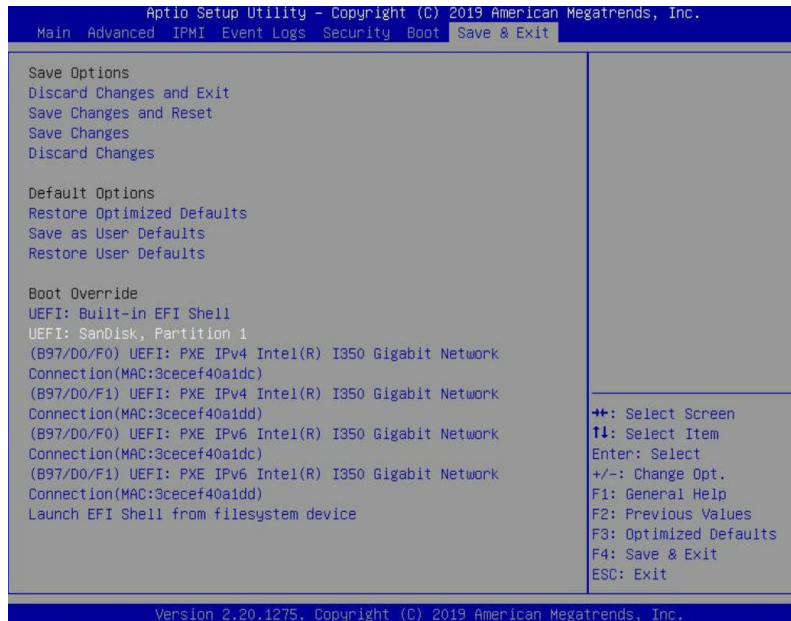 Aptio Setup Utility – Copyright (C) 2019 American Megatrends, Inc.
Main Advanced IPMI Event Logs Security Boot Save & Exit
Save Options
Discard Changes and Exit
Save Changes and Reset
Save Changes
Discard Changes
Default Options
Restore Optimized Defaults
Save as User Defaults
Restore User Defaults
Boot Override
UEFI: Built-in EFI Shell
UEFI: SanDisk, Partition 1
(B97/D0/F0) UEFI: PXE IPv4 Intel(R) I350 Gigabit Network
Connection(MAC:3cecef40a1dc)
(B97/D0/F1) UEFI: PXE IPv4 Intel(R) I350 Gigabit Network
Connection(MAC:3cecef40a1dd)
(B97/D0/F0) UEFI: PXE IPv6 Intel(R) I350 Gigabit Network
Connection(MAC:3cecef40a1dc)
(B97/D0/F1) UEFI: PXE IPv6 Intel(R) I350 Gigabit Network
Connection(MAC:3cecef40a1dd)
Launch EFI Shell from filesystem device
→←: Select Screen
↑↓: Select Item
Enter: Select
+/-: Change Opt.
F1: General Help
F2: Previous Values
F3: Optimized Defaults
F4: Save & Exit
ESC: Exit
Version 2.20.1275. Copyright (C) 2019 American Megatrends, Inc.